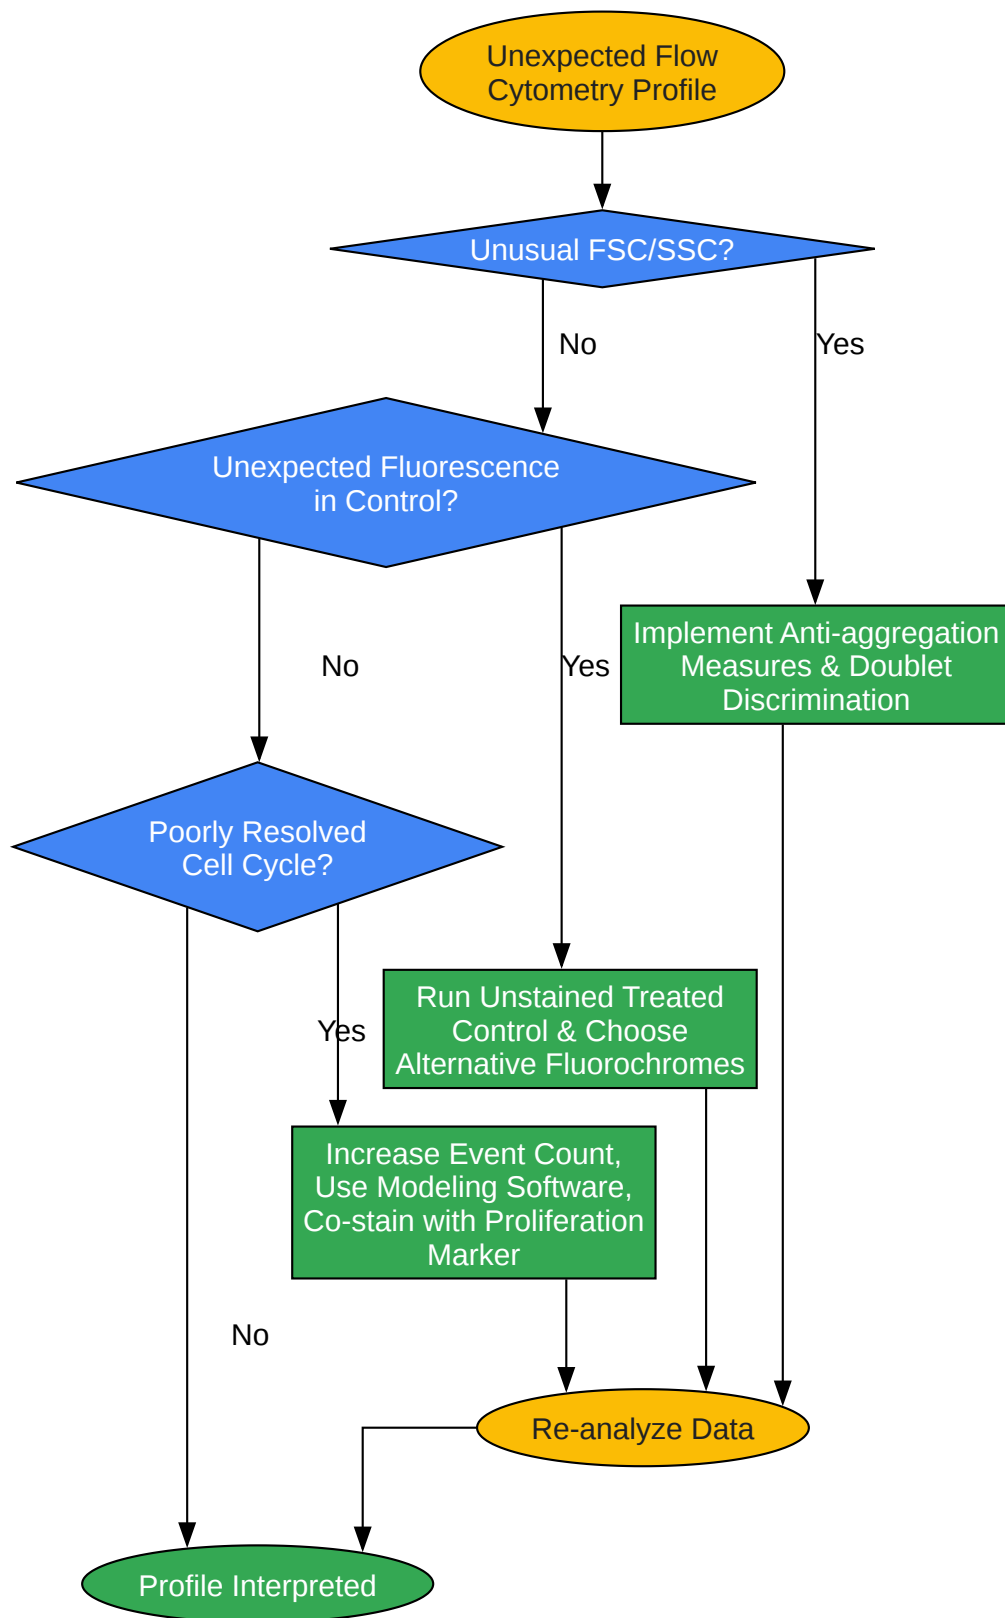 Unexpected Flow
Cytometry Profile
Unusual FSC/SSC?
No
Yes
Unexpected Fluorescence
in Control?
Implement Anti-aggregation
Measures & Doublet
Discrimination
No
Yes
Poorly Resolved
Cell Cycle?
Run Unstained Treated
Control & Choose
Alternative Fluorochromes
Yes
Increase Event Count,
Use Modeling Software,
Co-stain with Proliferation
Marker
No
Re-analyze Data
Profile Interpreted